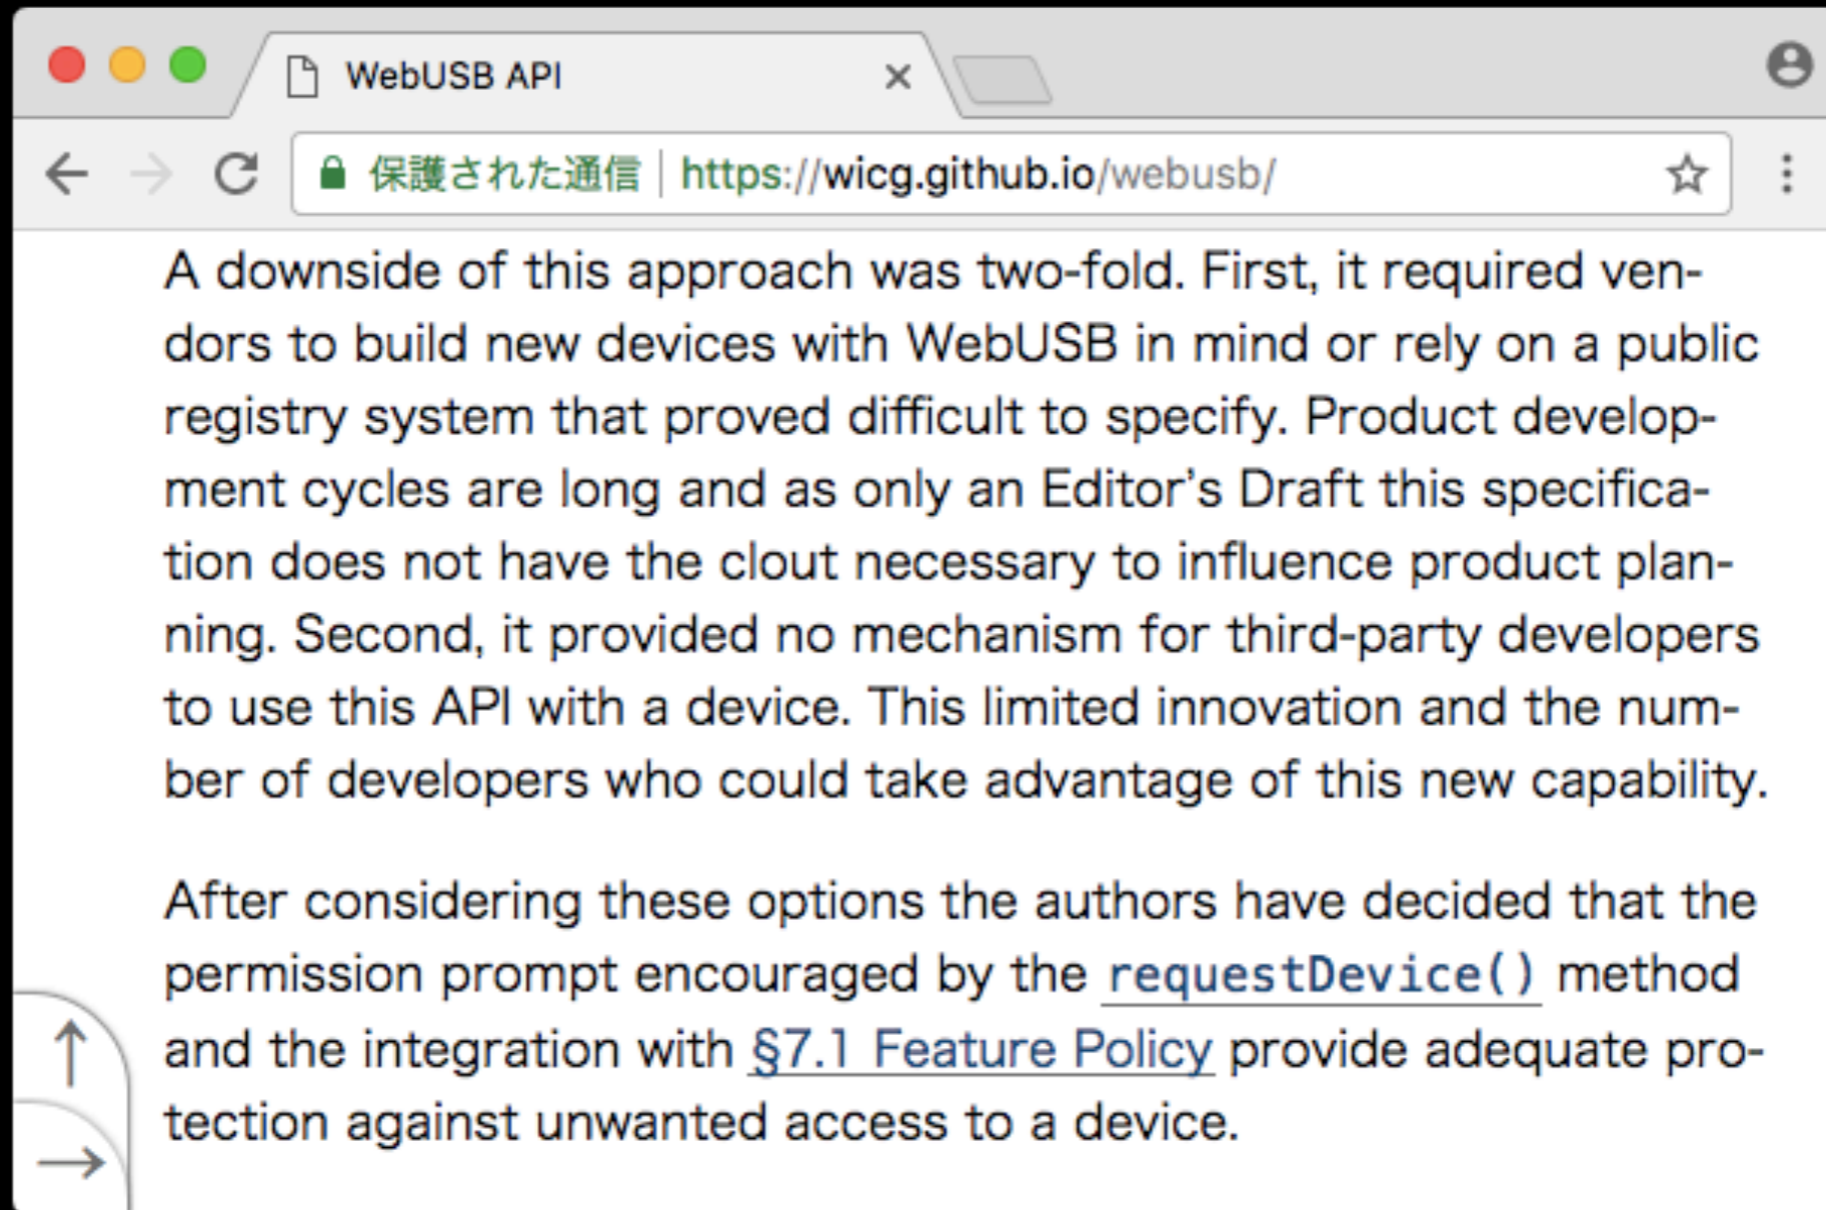 WebUSB API
保護された通信 https://wicg.github.io/webusb/
A downside of this approach was two-fold. First, it required ven-
dors to build new devices with WebUSB in mind or rely on a public
registry system that proved difficult to specify. Product develop-
ment cycles are long and as only an Editor’s Draft this specifica-
tion does not have the clout necessary to influence product plan-
ning. Second, it provided no mechanism for third-party developers
to use this API with a device. This limited innovation and the num-
ber of developers who could take advantage of this new capability.
After considering these options the authors have decided that the
permission prompt encouraged by the requestDevice() method
and the integration with §7.1 Feature Policy provide adequate pro-
tection against unwanted access to a device.